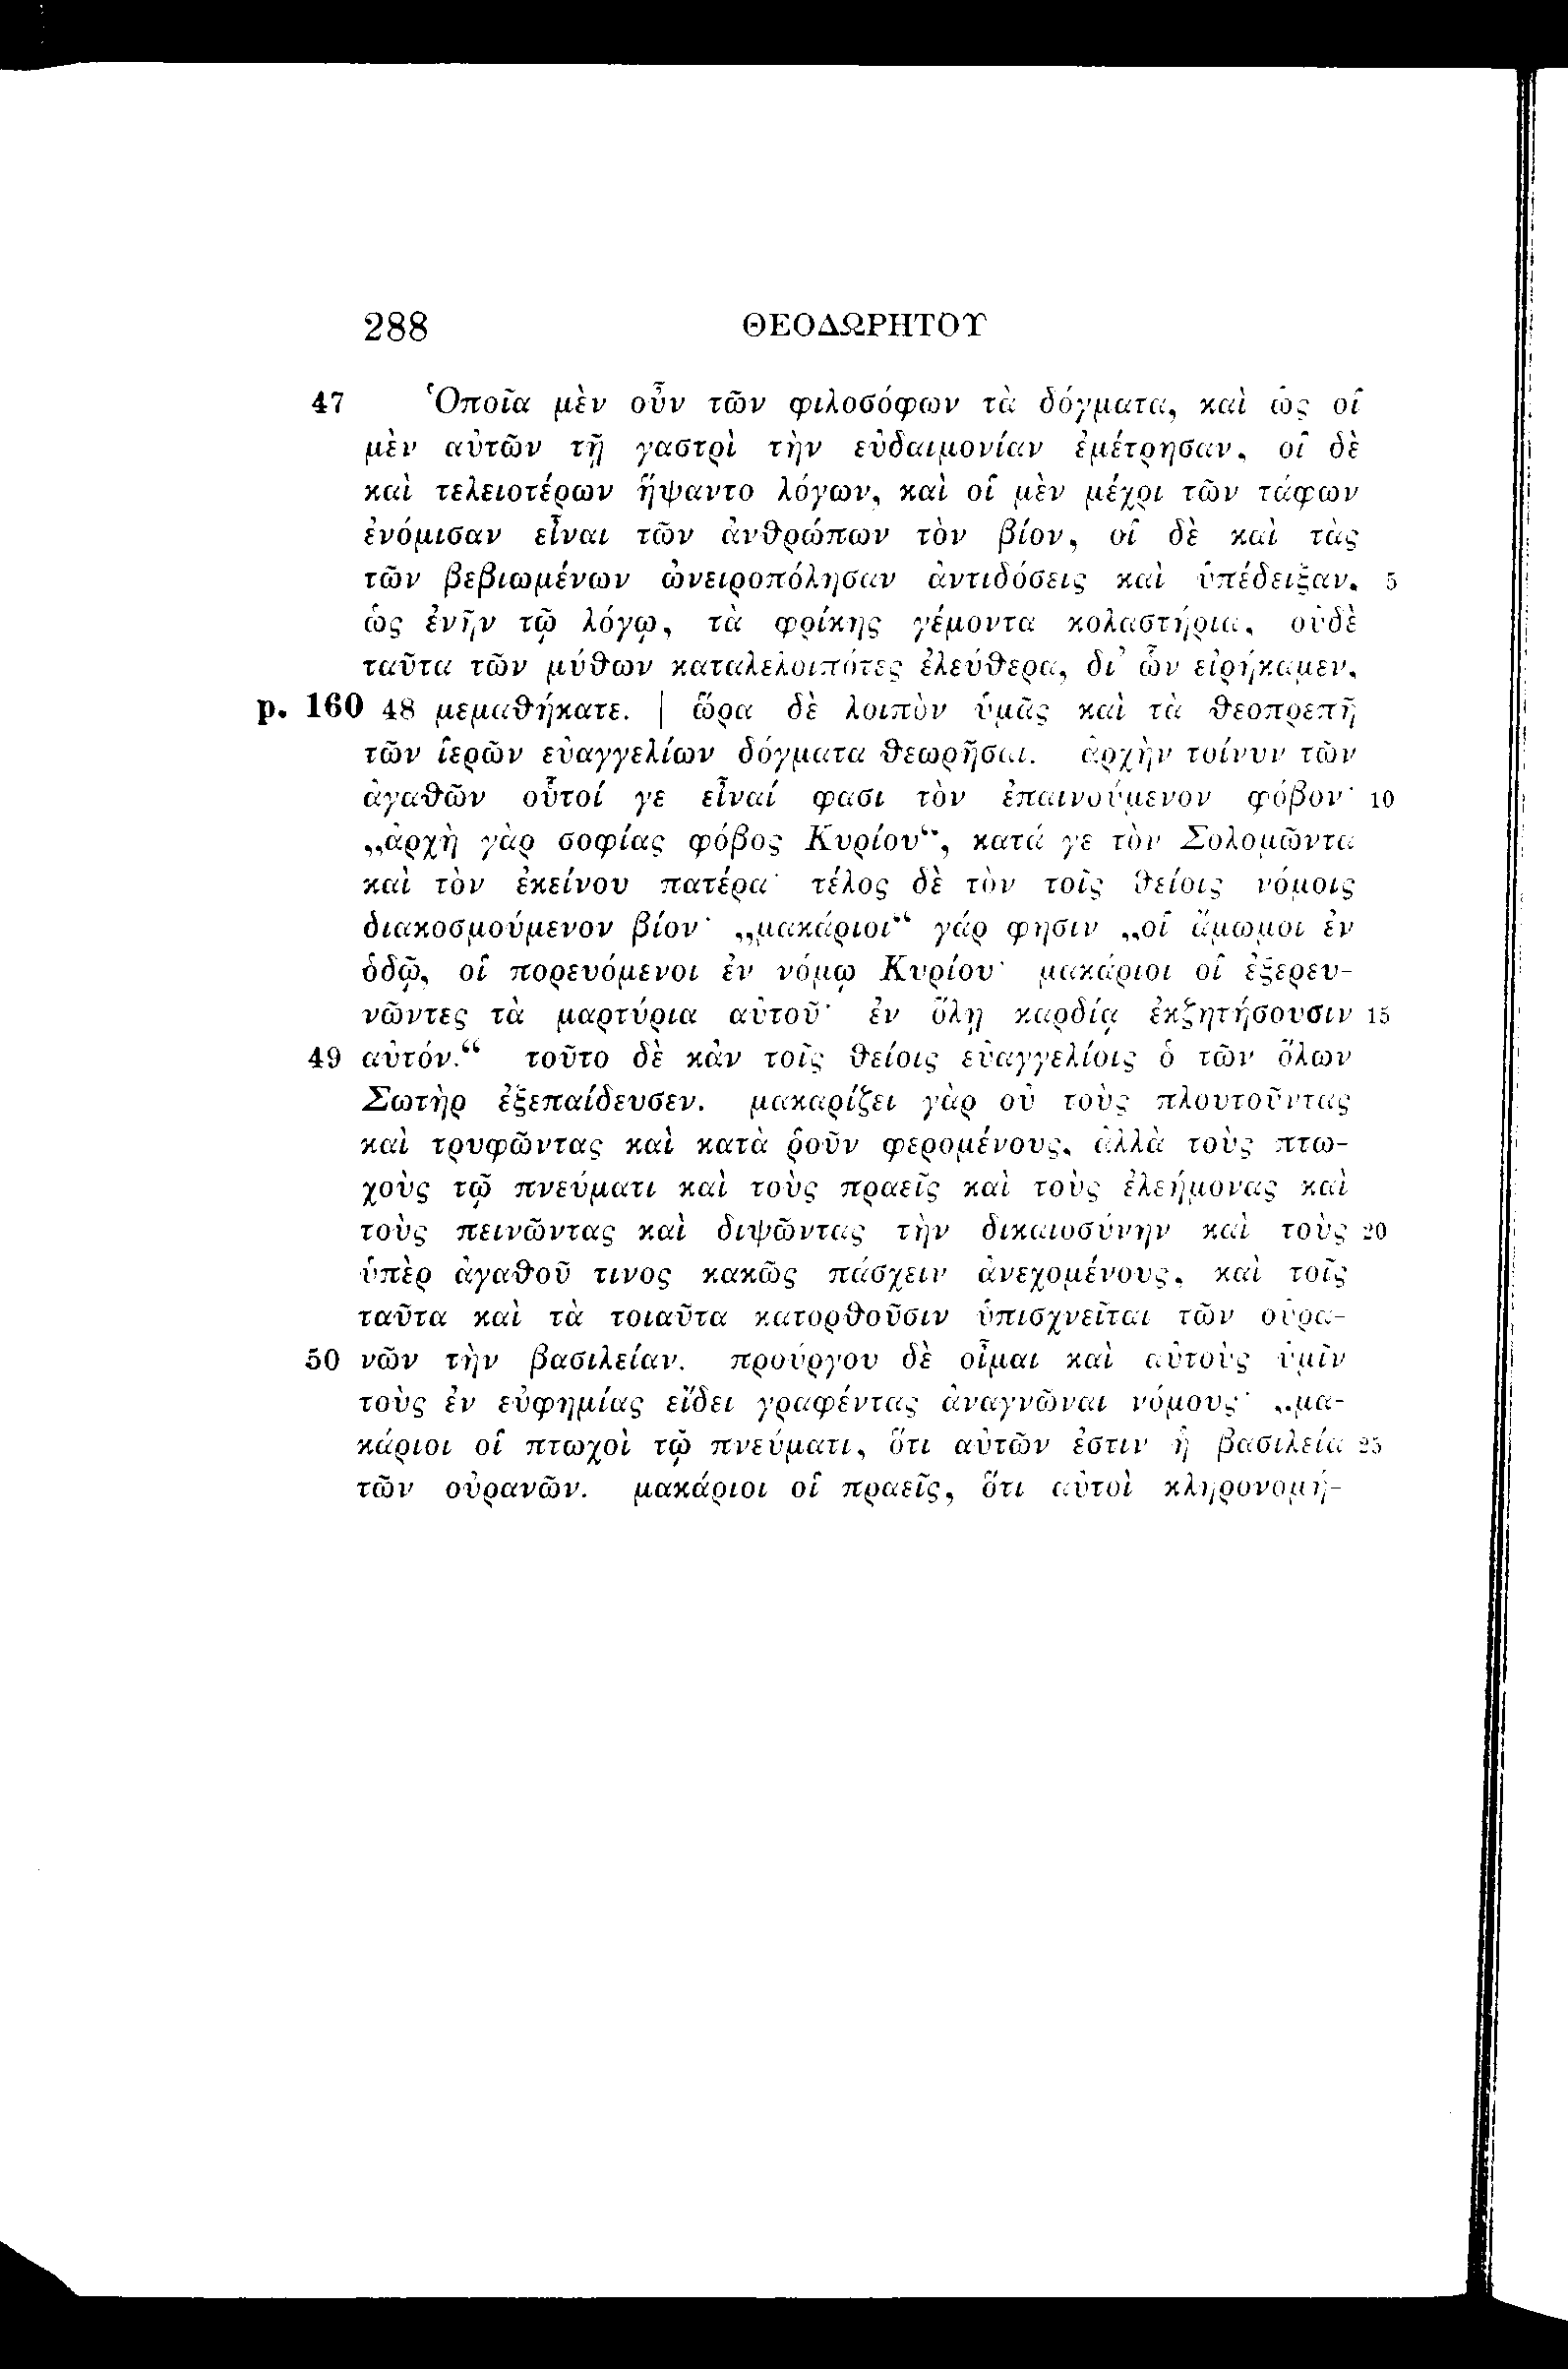 288 ΘΕΟΔΩΡΗΤΟΥ
47 Ὁποῖα μὲν οὖν τῶν φιλοσόφων τὰ δόγματα, καὶ ὡς οἱ
μὲν αὐτῶν τῇ γαστρὶ τὴν εὐδαιμονίαν ἐμέτρησαν, οἱ δὲ
καὶ τελειοτέρων ἥψαντο λόγων, καὶ οἱ μὲν μέχρι τῶν τάφων
ἐνόμισαν εἶναι τῶν ἀνθρώπων τὸν βίον, οἱ δὲ καὶ τὰς
τῶν βεβιωμένων ὠνειροπόλησαν ἀντιδόσεις καὶ ὑπέδειξαν, 5
ὡς ἐνῆν τῷ λόγῳ, τὰ φρίκης γέμοντα κολαστήρια, οὐδὲ
ταῦτα τῶν μύθων καταλελοιπότες ἐλεύθερα, δι’ ὧν εἰρήκαμεν,
p. 160 48 μεμαθήκατε. | ὥρα δὲ λοιπὸν ὑμᾶς καὶ τὰ θεοπρεπῆ
τῶν ἱερῶν εὐαγγελίων δόγματα θεωρῆσαι. ἀρχὴν τοίνυν τῶν
ἀγαθῶν οὗτοί γε εἶναί φασι τὸν ἐπαινούμενον φόβον· 10
„ἀρχὴ γὰρ σοφίας φόβος Κυρίου“, κατά γε τὸν Σολομῶντα
καὶ τὸν ἐκείνου πατέρα· τέλος δὲ τὸν τοῖς θείοις νόμοις
διακοσμούμενον βίον· „μακάριοι“ γάρ φησιν „οἱ ἄμωμοι ἐν
ὁδῷ, οἱ πορευόμενοι ἐν νόμῳ Κυρίου· μακάριοι οἱ ἐξερευ-
νῶντες τὰ μαρτύρια αὐτοῦ· ἐν ὅλῃ καρδίᾳ ἐκζητήσουσιν 15
49 αὐτόν.“ τοῦτο δὲ κἀν τοῖς θείοις εὐαγγελίοις ὁ τῶν ὅλων
Σωτὴρ ἐξεπαίδευσεν. μακαρίζει γὰρ οὐ τοὺς πλουτοῦντας
καὶ τρυφῶντας καὶ κατὰ ῥοῦν φερομένους, ἀλλὰ τοὺς πτω-
χοὺς τῷ πνεύματι καὶ τοὺς πραεῖς καὶ τοὺς ἐλεήμονας καὶ
τοὺς πεινῶντας καὶ διψῶντας τὴν δικαιοσύνην καὶ τοὺς 20
ὑπὲρ ἀγαθοῦ τινος κακῶς πάσχειν ἀνεχομένους, καὶ τοῖς
ταῦτα καὶ τὰ τοιαῦτα κατορθοῦσιν ὑπισχνεῖται τῶν οὐρα-
50 νῶν τὴν βασιλείαν. προύργου δὲ οἶμαι καὶ αὐτοὺς ὑμῖν
τοὺς ἐν εὐφημίας εἴδει γραφέντας ἀναγνῶναι νόμους· „μα-
κάριοι οἱ πτωχοὶ τῷ πνεύματι, ὅτι αὐτῶν ἐστιν ἡ βασιλεία 25
τῶν οὐρανῶν. μακάριοι οἱ πραεῖς, ὅτι αὐτοὶ κληρονομή-